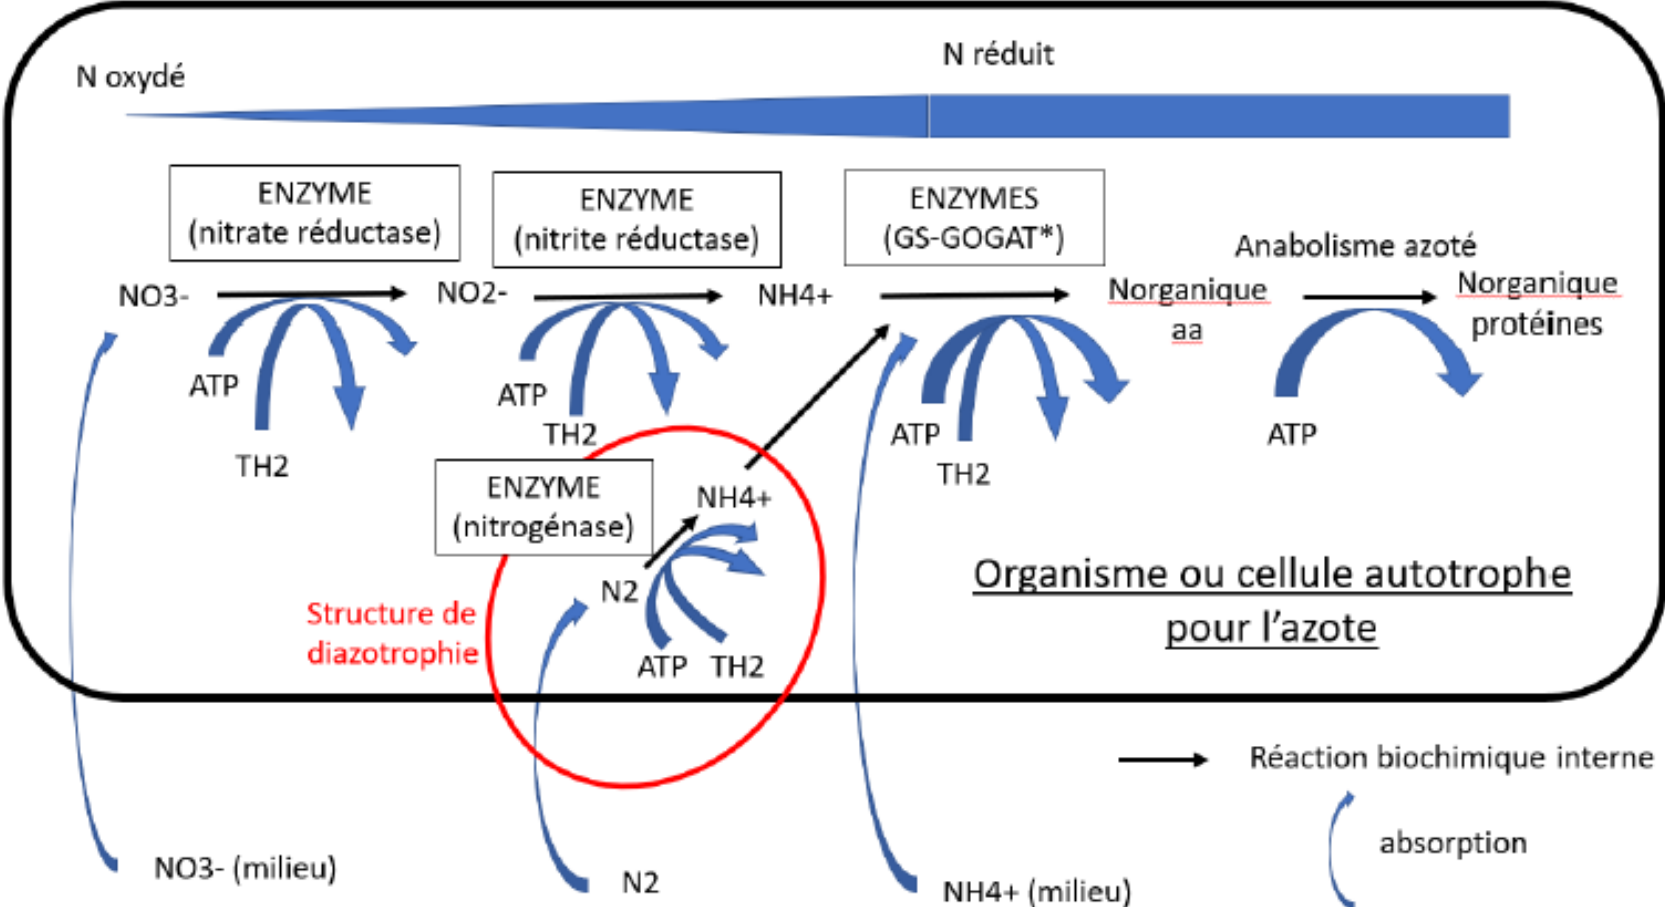 N oxydé
N réduit
ENZYME
(nitrate réductase)
ENZYME
(nitrite réductase)
ENZYMES
(GS-GOGAT*)
Anabolisme azoté
NO3-
NO2-
NH4+
Norganique
aa
Norganique
protéines
ATP
TH2
ATP
TH2
ATP
TH2
ATP
ENZYME
(nitrogénase)
NH4+
N2
ATP TH2
Structure de
diazotrophie
Organisme ou cellule autotrophe
pour l'azote
Réaction biochimique interne
absorption
NO3- (milieu)
N2
NH4+ (milieu)